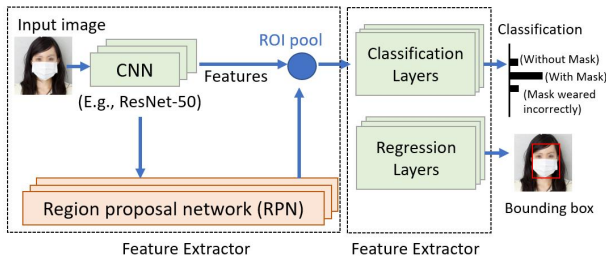 Input image
CNN
(E.g., ResNet-50)
Features
ROI pool
Region proposal network (RPN)
Feature Extractor
Classification
Layers
Regression
Layers
Feature Extractor
Classification
(Without Mask)
(With Mask)
(Mask weared
incorrectly)
Bounding box